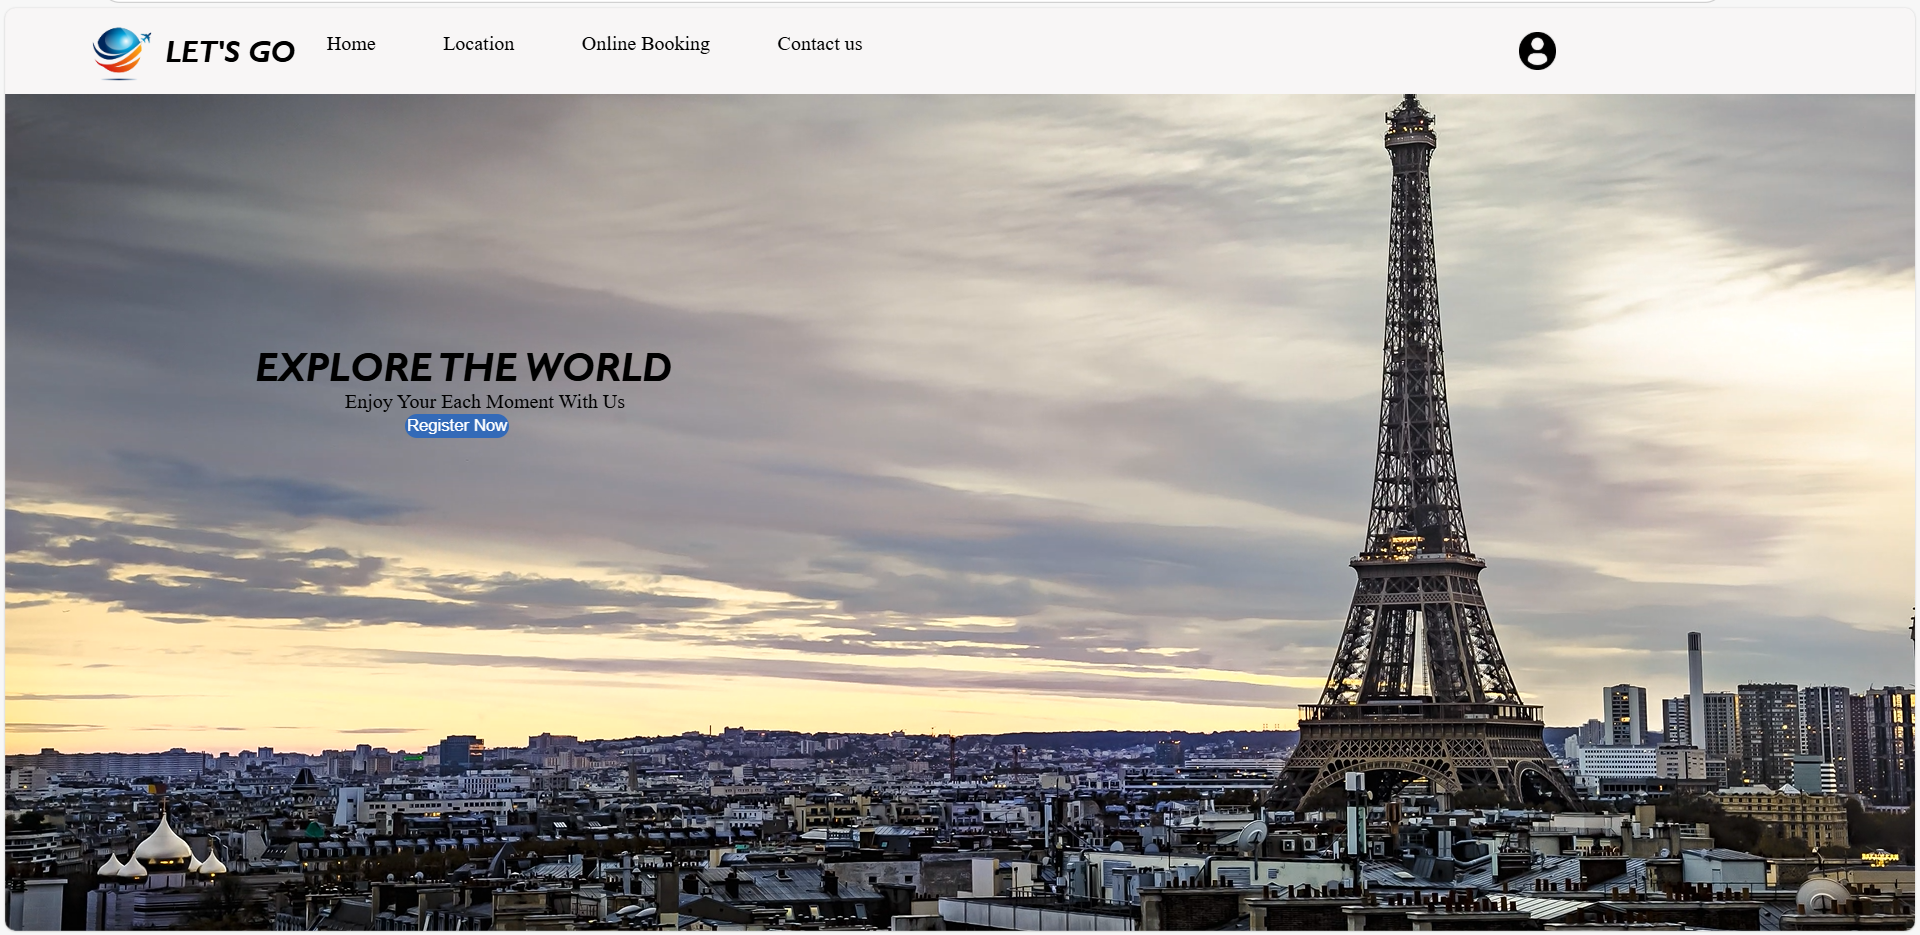 LET'S GO
Home
Location
Online Booking
Contact us
EXPLORE THE WORLD
Enjoy Your Each Moment With Us
Register Now